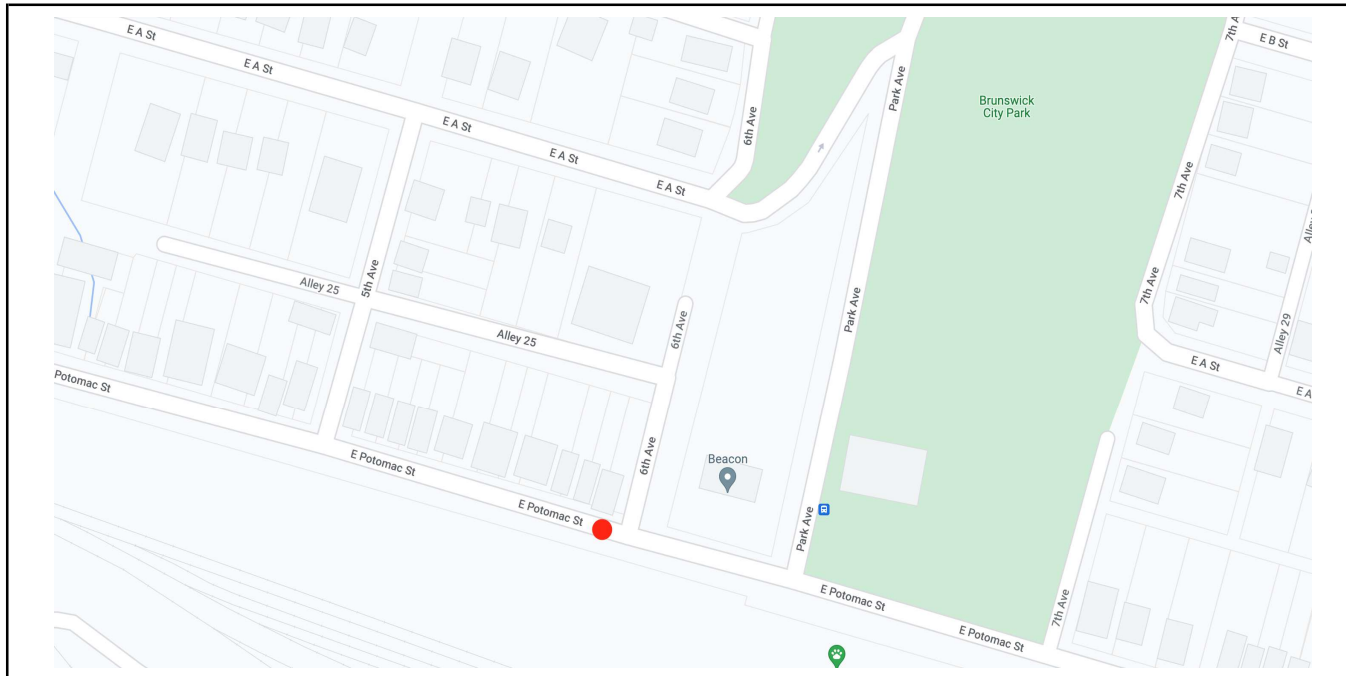 E A St
E A St
E A St
E A St
E A St
6th Ave
Park Ave
Brunswick
City Park
7th A
E B St
7th Ave
5th Ave
Alley 25
Alley 25
6th Ave
Park Ave
7th Ave
Alley 29
E A St
E A
Potomac St
E Potomac St
6th Ave
Beacon
E Potomac St
Park Ave
E Potomac St
7th Ave
E Potomac St